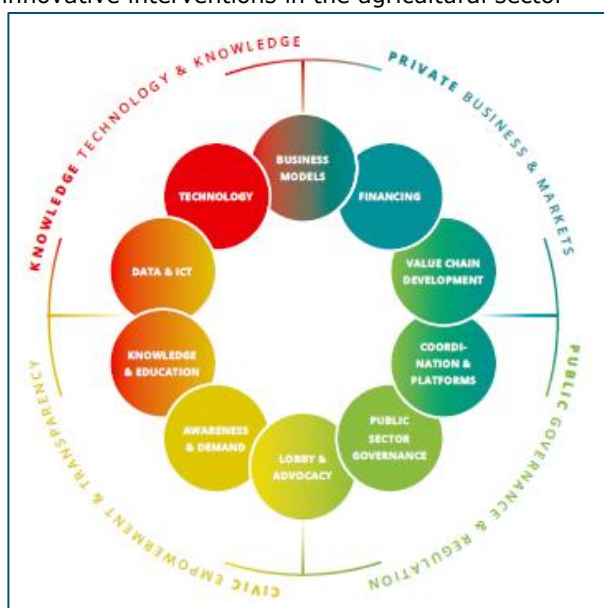 innovative interventions in the agricultural sector
KNOWLEDGE TECHNOLOGY & KNOWLEDGE
PRIVATE BUSINESS & MARKETS
BUSINESS
MODELS
TECHNOLOGY
FINANCING
DATA & ICT
VALUE CHAIN
DEVELOPMENT
KNOWLEDGE
& EDUCATION
COORDI-
NATION &
PLATFORMS
AWARENESS
& DEMAND
PUBLIC
SECTOR
GOVERNANCE
LOBBY &
ADVOCACY
CIVIC EMPOWERMENT & TRANSPARENCY
PUBLIC GOVERNANCE & REGULATION